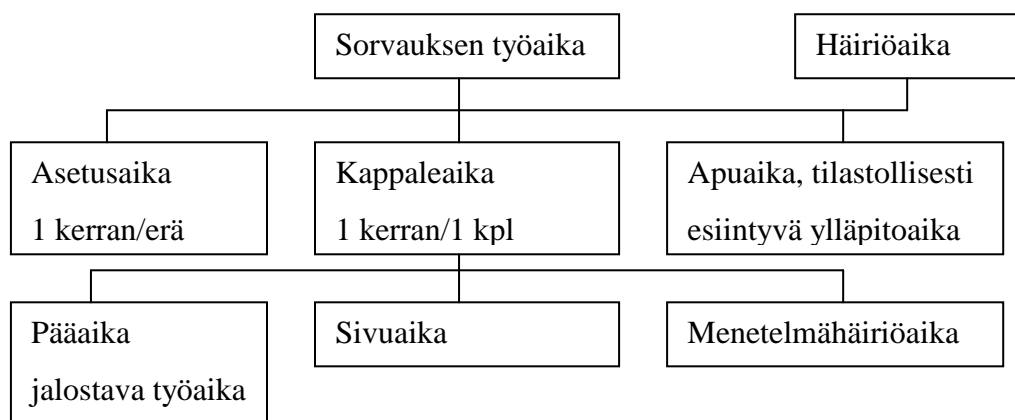 Sorvauksen työaika
Häiriöaika
Asetusaika
1 kerran/erä
Kappaleaika
1 kerran/1 kpl
Apuaika, tilastollisesti
esiintyvä ylläpitoaika
Pääaika
jalostava työaika
Sivuaika
Menetelmähäiriöaika